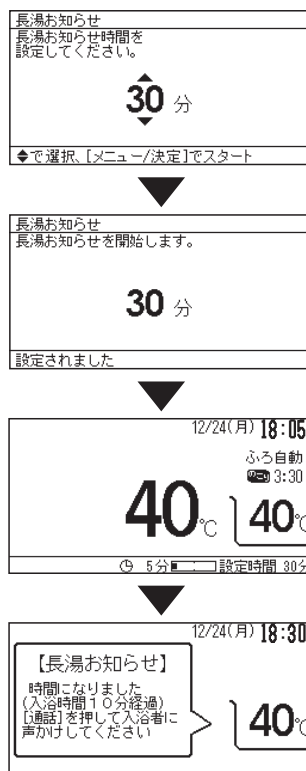 長湯お知らせ
長湯お知らせ時間を
設定してください。
30 分
◆で選択、[メニュー/決定]でスタート
長湯お知らせ
長湯お知らせを開始します。
30 分
設定されました
12/24(月) 18:05
ふろ自動
3:30
40℃ 40℃
5分 設定時間 30分
12/24(月) 18:30
【長湯お知らせ】
時間になりました
(入浴時間10分経過)
[通話]を押して入浴者に
声かけしてください
40℃